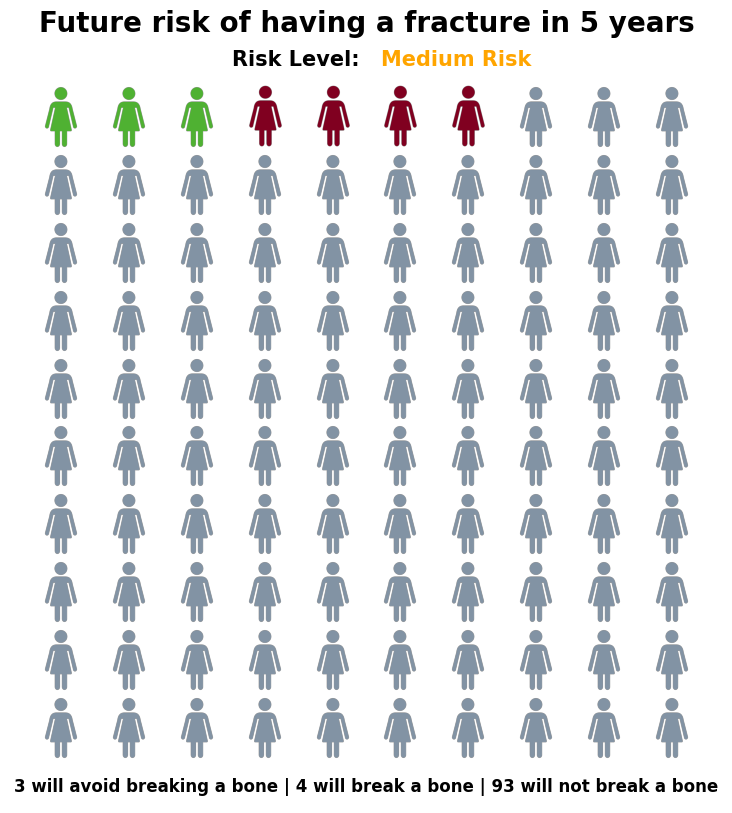 Future risk of having a fracture in 5 years
Risk Level: Medium Risk
3 will avoid breaking a bone | 4 will break a bone | 93 will not break a bone